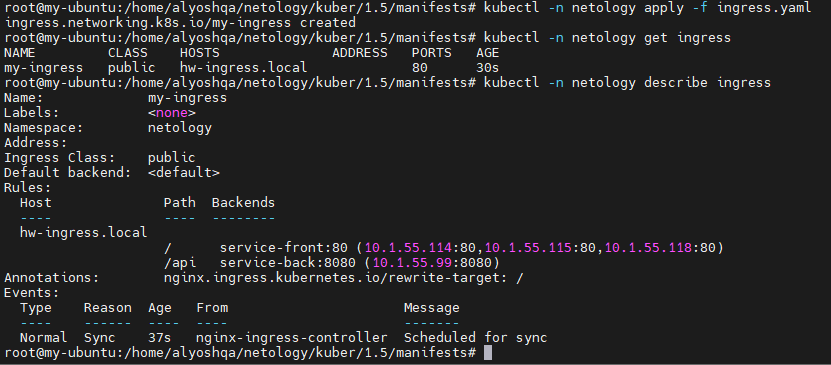 root@my-ubuntu:/home/alyoshqa/netology/kuber/1.5/manifests# kubectl -n netology apply -f ingress.yaml
ingress.networking.k8s.io/my-ingress created
root@my-ubuntu:/home/alyoshqa/netology/kuber/1.5/manifests# kubectl -n netology get ingress
NAME         CLASS    HOSTS              ADDRESS   PORTS   AGE
my-ingress   public   hw-ingress.local             80      30s
root@my-ubuntu:/home/alyoshqa/netology/kuber/1.5/manifests# kubectl -n netology describe ingress
Name:             my-ingress
Labels:           <none>
Namespace:        netology
Address:
Ingress Class:    public
Default backend:  <default>
Rules:
  Host              Path  Backends
  ----              ----  --------
  hw-ingress.local
                    /      service-front:80 (10.1.55.114:80,10.1.55.115:80,10.1.55.118:80)
                    /api   service-back:8080 (10.1.55.99:8080)
Annotations:        nginx.ingress.kubernetes.io/rewrite-target: /
Events:
  Type    Reason  Age   From                      Message
  ----    ------  ----  ----                      -------
  Normal  Sync    37s   nginx-ingress-controller  Scheduled for sync
root@my-ubuntu:/home/alyoshqa/netology/kuber/1.5/manifests#